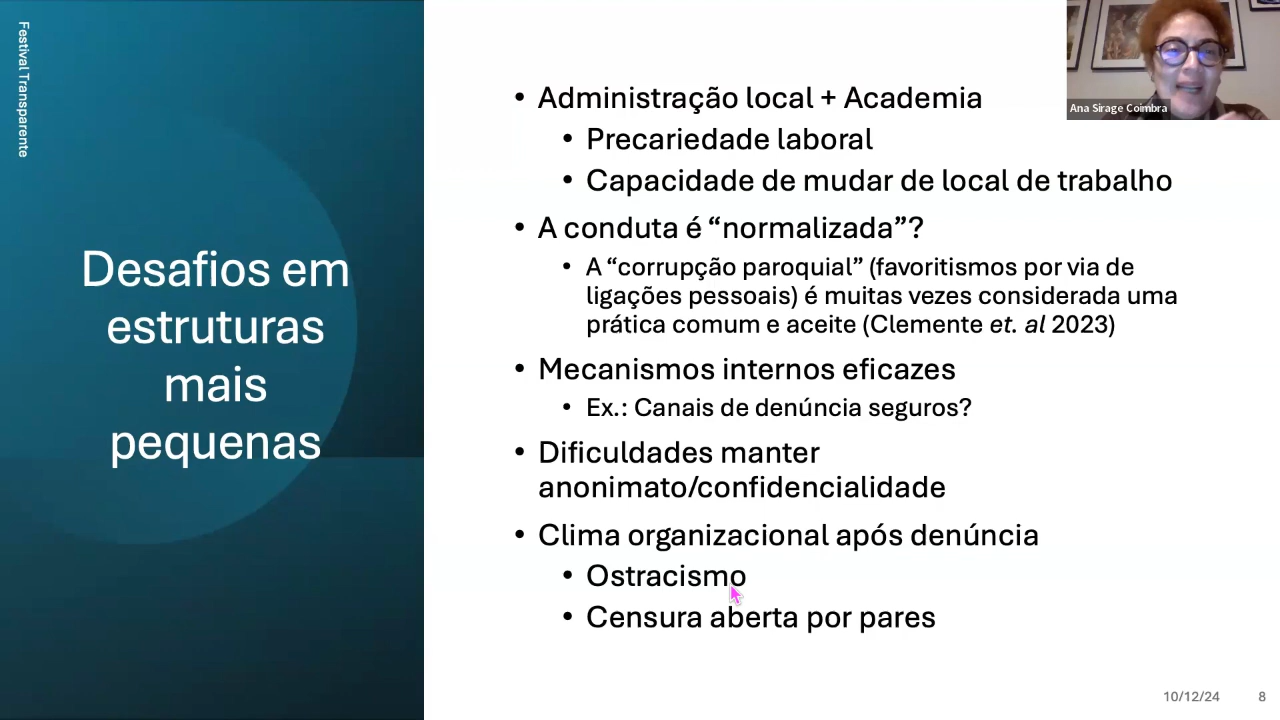 Festival Transparente
Desafios em
estruturas
mais
pequenas
• Administração local + Academia
• Precariedade laboral
• Capacidade de mudar de local de trabalho
• A conduta é “normalizada”?
• A “corrupção paroquial” (favoritismos por via de
ligações pessoais) é muitas vezes considerada uma
prática comum e aceite (Clemente et. al 2023)
• Mecanismos internos eficazes
• Ex.: Canais de denúncia seguros?
• Dificuldades manter
anonimato/confidencialidade
• Clima organizacional após denúncia
• Ostracismo
• Censura aberta por pares
Ana Sirage Coimbra
10/12/24 8